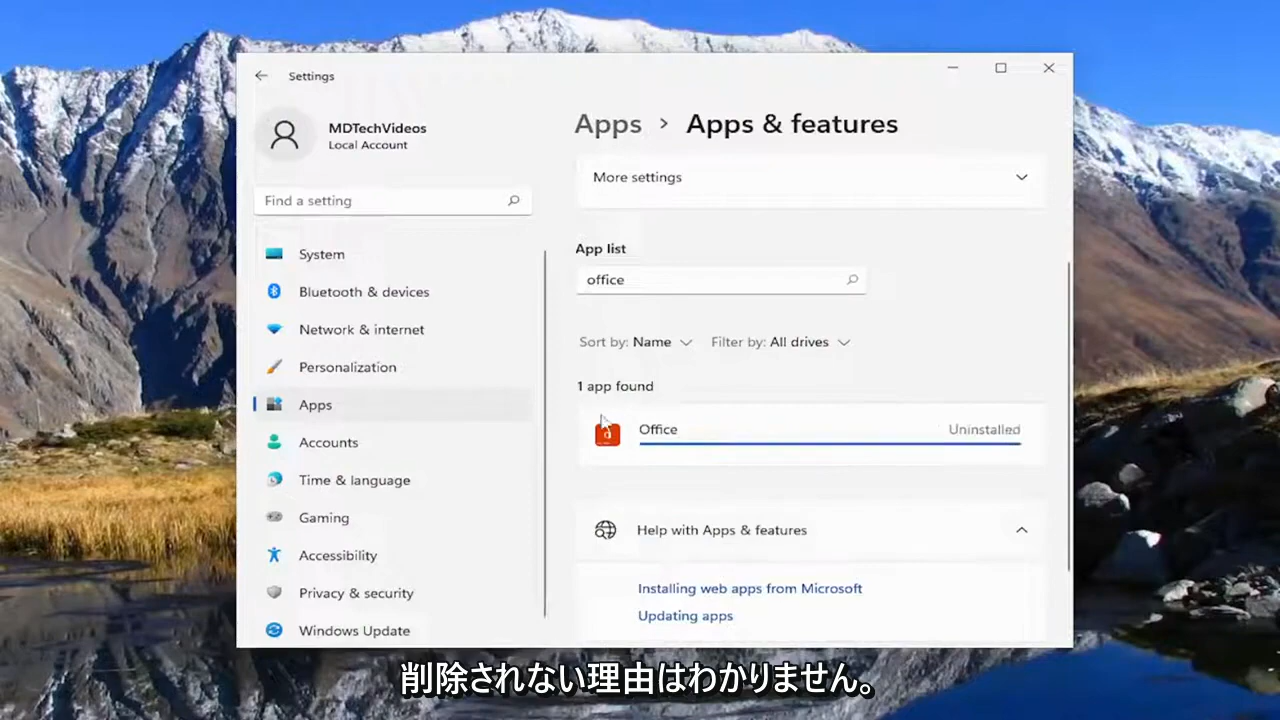 Settings
MDTechVideos
Local Account
Find a setting
System
Bluetooth & devices
Network & internet
Personalization
Apps
Accounts
Time & language
Gaming
Accessibility
Privacy & security
Windows Update
Apps > Apps & features
More settings
App list
office
Sort by: Name Filter by: All drives
1 app found
Office Uninstalled
Help with Apps & features
Installing web apps from Microsoft
Updating apps
削除されない理由はわかりません。